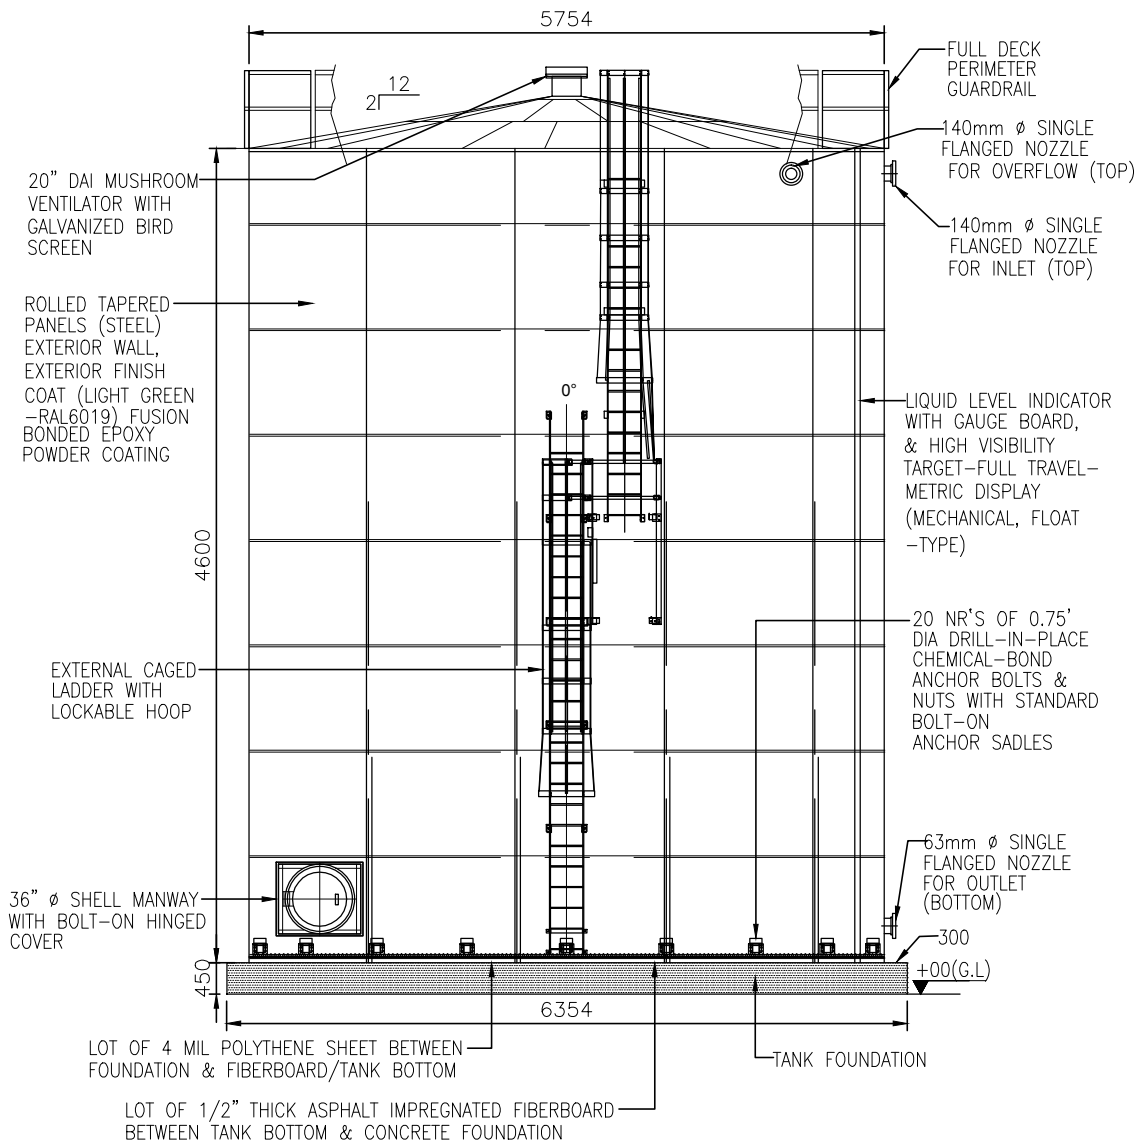 5754
FULL DECK
PERIMETER
GUARDRAIL
12
2
140mm ø SINGLE
FLANGED NOZZLE
FOR OVERFLOW (TOP)
20" DAI MUSHROOM
VENTILATOR WITH
GALVANIZED BIRD
SCREEN
140mm ø SINGLE
FLANGED NOZZLE
FOR INLET (TOP)
ROLLED TAPERED
PANELS (STEEL)
EXTERIOR WALL,
EXTERIOR FINISH
COAT (LIGHT GREEN
-RAL6019) FUSION
BONDED EPOXY
POWDER COATING
0°
LIQUID LEVEL INDICATOR
WITH GAUGE BOARD,
& HIGH VISIBILITY
TARGET-FULL TRAVEL-
METRIC DISPLAY
(MECHANICAL, FLOAT
-TYPE)
4600
20 NR'S OF 0.75'
DIA DRILL-IN-PLACE
CHEMICAL-BOND
ANCHOR BOLTS &
NUTS WITH STANDARD
BOLT-ON
ANCHOR SADLES
EXTERNAL CAGED
LADDER WITH
LOCKABLE HOOP
63mm ø SINGLE
FLANGED NOZZLE
FOR OUTLET
(BOTTOM)
36" ø SHELL MANWAY
WITH BOLT-ON HINGED
COVER
300
+00(G.L)
450
6354
LOT OF 4 MIL POLYTHENE SHEET BETWEEN
FOUNDATION & FIBERBOARD/TANK BOTTOM
TANK FOUNDATION
LOT OF 1/2" THICK ASPHALT IMPREGNATED FIBERBOARD
BETWEEN TANK BOTTOM & CONCRETE FOUNDATION